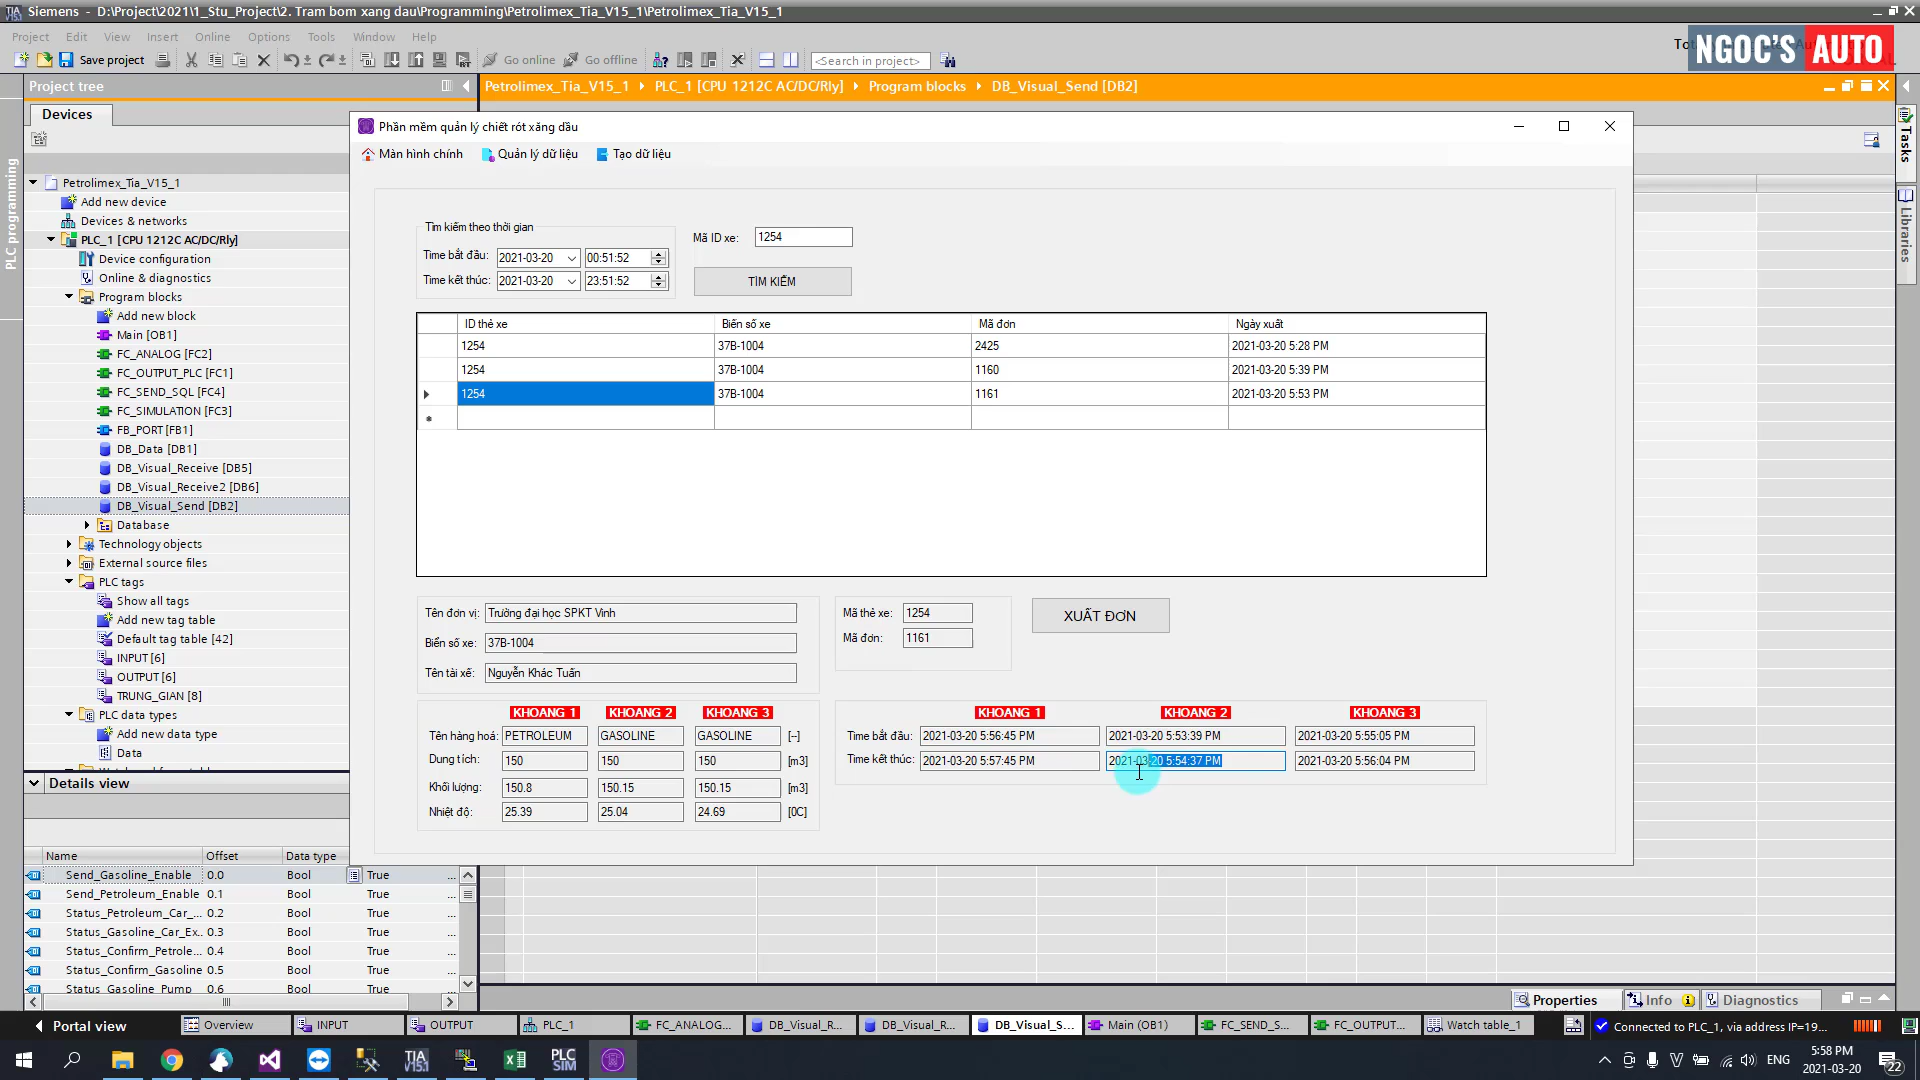 Siemens - D:\Project\2021\1_Stu_Project\2. Tram bom xang dau\Programming\Petrolimex_Tia_V15_1\Petrolimex_Tia_V15_1
Project Edit View Insert Online Options Tools Window Help
Save project Go online Go offline <Search in project>
NGOC'S AUTO
Project tree
Petrolimex_Tia_V15_1 PLC_1 [CPU 1212C AC/DC/Rly] Program blocks DB_Visual_Send [DB2]
Devices
PLC programming
Tasks
Libraries
Petrolimex_Tia_V15_1
Add new device
Devices & networks
PLC_1 [CPU 1212C AC/DC/Rly]
Device configuration
Online & diagnostics
Program blocks
Add new block
Main [OB1]
FC_ANALOG [FC2]
FC_OUTPUT_PLC [FC1]
FC_SEND_SQL [FC4]
FC_SIMULATION [FC3]
FB_PORT [FB1]
DB_Data [DB1]
DB_Visual_Receive [DB5]
DB_Visual_Receive2 [DB6]
DB_Visual_Send [DB2]
Database
Technology objects
External source files
PLC tags
Show all tags
Add new tag table
Default tag table [42]
INPUT [6]
OUTPUT [6]
TRUNG_GIAN [8]
PLC data types
Add new data type
Data
Details view
Name Offset Data type
Send_Gasoline_Enable 0.0 Bool True ...
Send_Petroleum_Enable 0.1 Bool True ...
Status_Petroleum_Car_... 0.2 Bool True ...
Status_Gasoline_Car_Ex.. 0.3 Bool True ...
Status_Confirm_Petrole... 0.4 Bool True ...
Status_Confirm_Gasoline 0.5 Bool True ...
Status_Gasoline_Pump 0.6 Bool True ...
Phần mềm quản lý chiết rót xăng dầu
Màn hình chính Quản lý dữ liệu Tạo dữ liệu
Tìm kiếm theo thời gian
Time bắt đầu: 2021-03-20 00:51:52
Time kết thúc: 2021-03-20 23:51:52
Mã ID xe: 1254
TÌM KIẾM
ID thẻ xe Biển số xe Mã đơn Ngày xuất
1254 37B-1004 2425 2021-03-20 5:28 PM
1254 37B-1004 1160 2021-03-20 5:39 PM
1254 37B-1004 1161 2021-03-20 5:53 PM
Tên đơn vị: Trường đại học SPKT Vinh
Biển số xe: 37B-1004
Tên tài xế: Nguyễn Khác Tuấn
Mã thẻ xe: 1254
Mã đơn: 1161
XUẤT ĐƠN
KHOANG 1 KHOANG 2 KHOANG 3
Tên hàng hoá: PETROLEUM GASOLINE GASOLINE [--]
Dung tích: 150 150 150 [m3]
Khối lượng: 150.8 150.15 150.15 [m3]
Nhiệt độ: 25.39 25.04 24.69 [0C]
KHOANG 1 KHOANG 2 KHOANG 3
Time bắt đầu: 2021-03-20 5:56:45 PM 2021-03-20 5:53:39 PM 2021-03-20 5:55:05 PM
Time kết thúc: 2021-03-20 5:57:45 PM 2021-03-20 5:54:37 PM 2021-03-20 5:56:04 PM
Properties Info Diagnostics
Portal view Overview INPUT OUTPUT PLC_1 FC_ANALOG... DB_Visual_R... DB_Visual_R... DB_Visual_S... Main (OB1) FC_SEND_S... FC_OUTPUT... Watch table_1 Connected to PLC_1, via address IP=19...
TIA V15.1 PLC SIM ENG 5:58 PM
2021-03-20 22